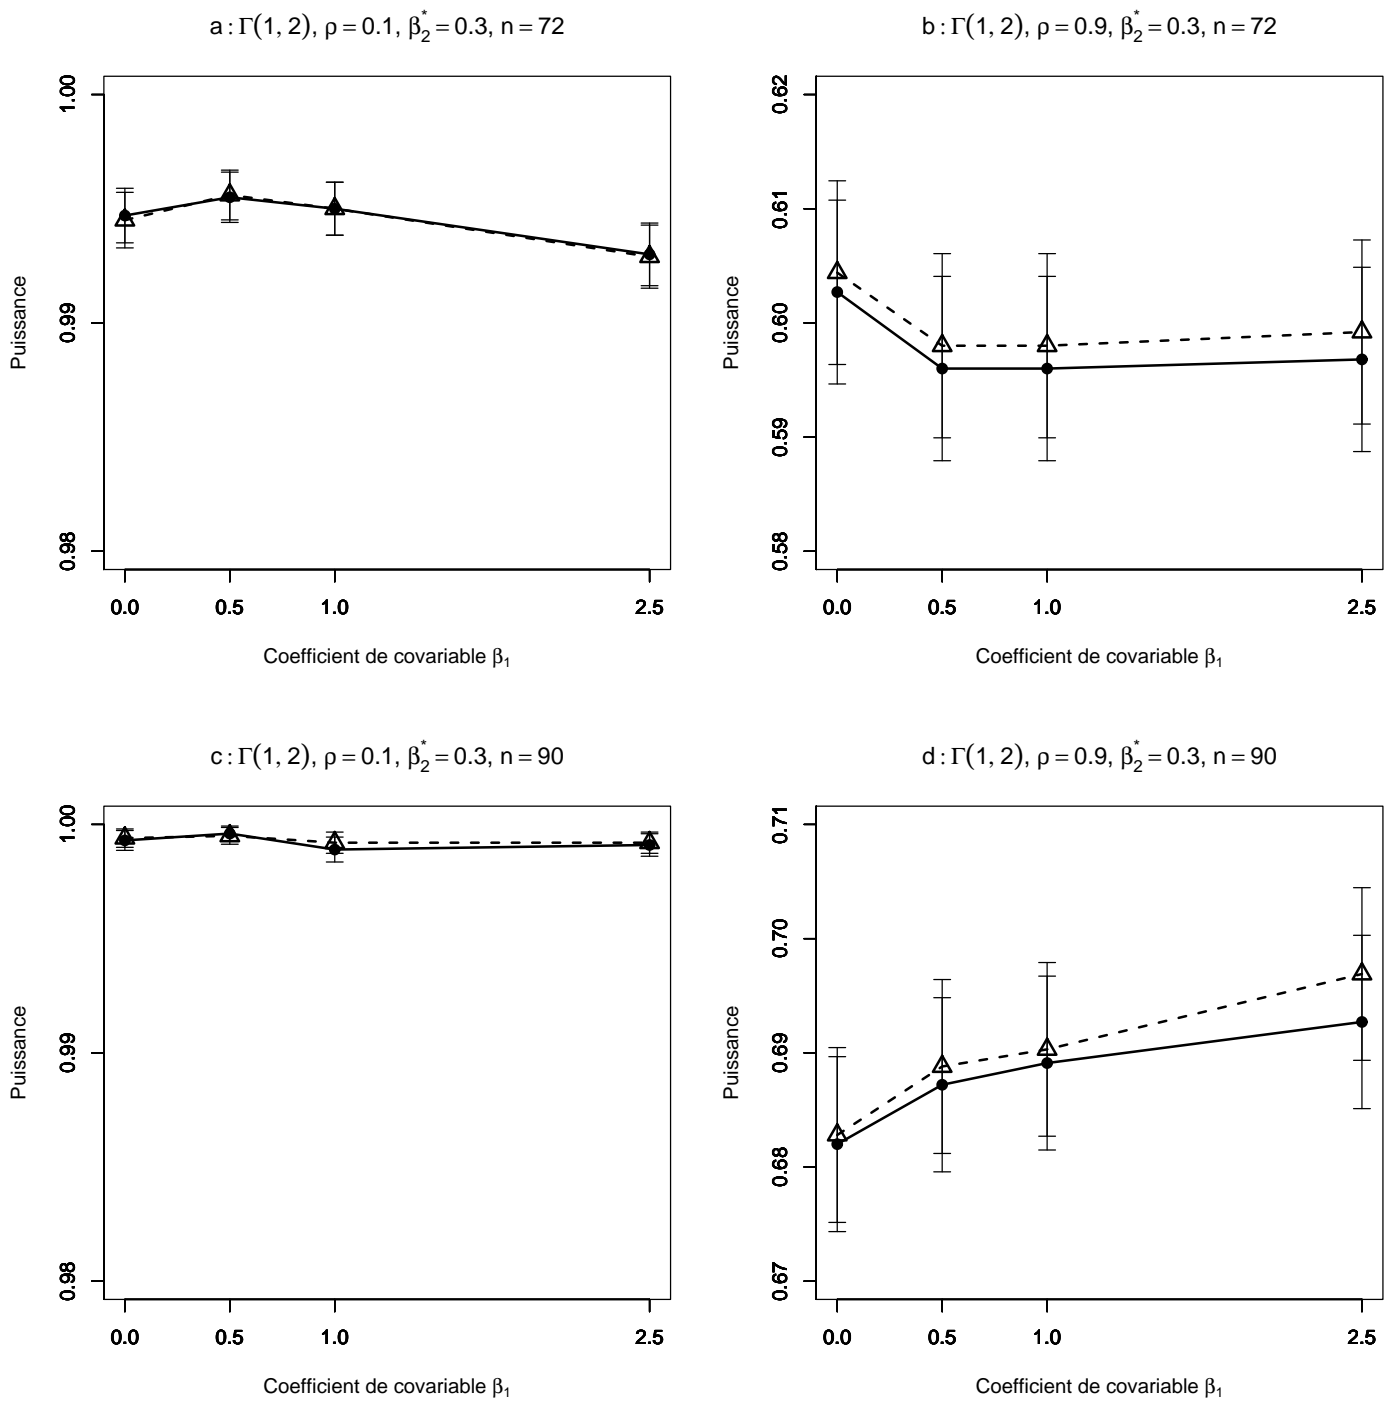 a : Γ(1, 2), ρ = 0.1, β₂* = 0.3, n = 72
1.00
0.99
0.98
Puissance
0.0 0.5 1.0 2.5
Coefficient de covariable β₁
b : Γ(1, 2), ρ = 0.9, β₂* = 0.3, n = 72
0.62
0.61
0.60
0.59
0.58
Puissance
0.0 0.5 1.0 2.5
Coefficient de covariable β₁
c : Γ(1, 2), ρ = 0.1, β₂* = 0.3, n = 90
1.00
0.99
0.98
Puissance
0.0 0.5 1.0 2.5
Coefficient de covariable β₁
d : Γ(1, 2), ρ = 0.9, β₂* = 0.3, n = 90
0.71
0.70
0.69
0.68
0.67
Puissance
0.0 0.5 1.0 2.5
Coefficient de covariable β₁